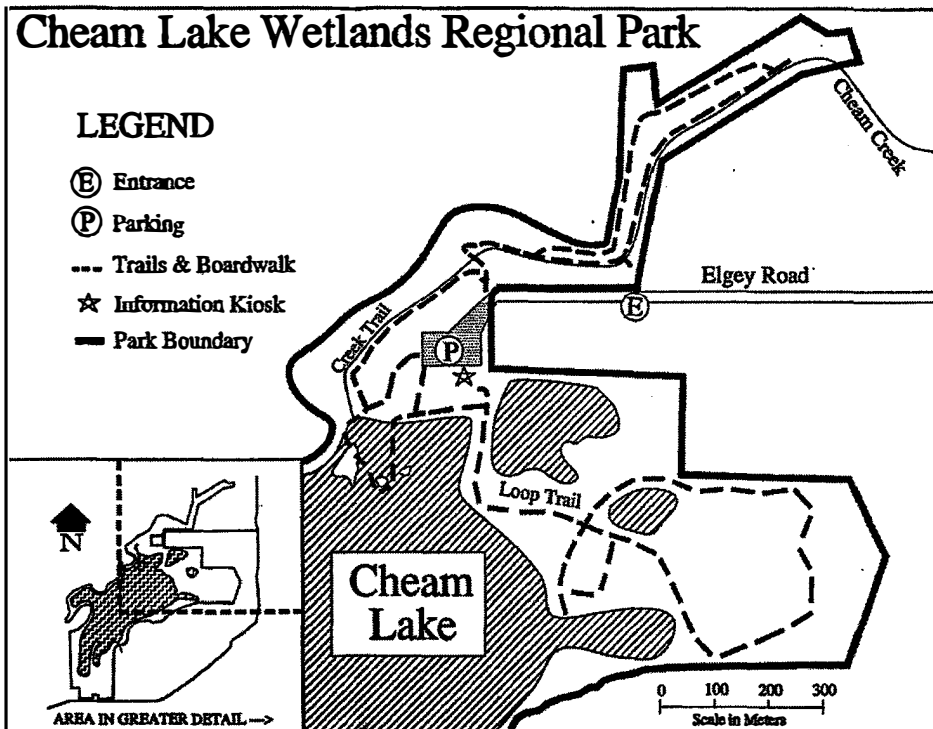 Cheam Lake Wetlands Regional Park
LEGEND
E Entrance
P Parking
Trails & Boardwalk
Information Kiosk
Park Boundary
Cheam Creek
Elgey Road
E
Creek Trail
P
Loop Trail
N
Cheam
Lake
0 100 200 300
Scale in Meters
AREA IN GREATER DETAIL -->